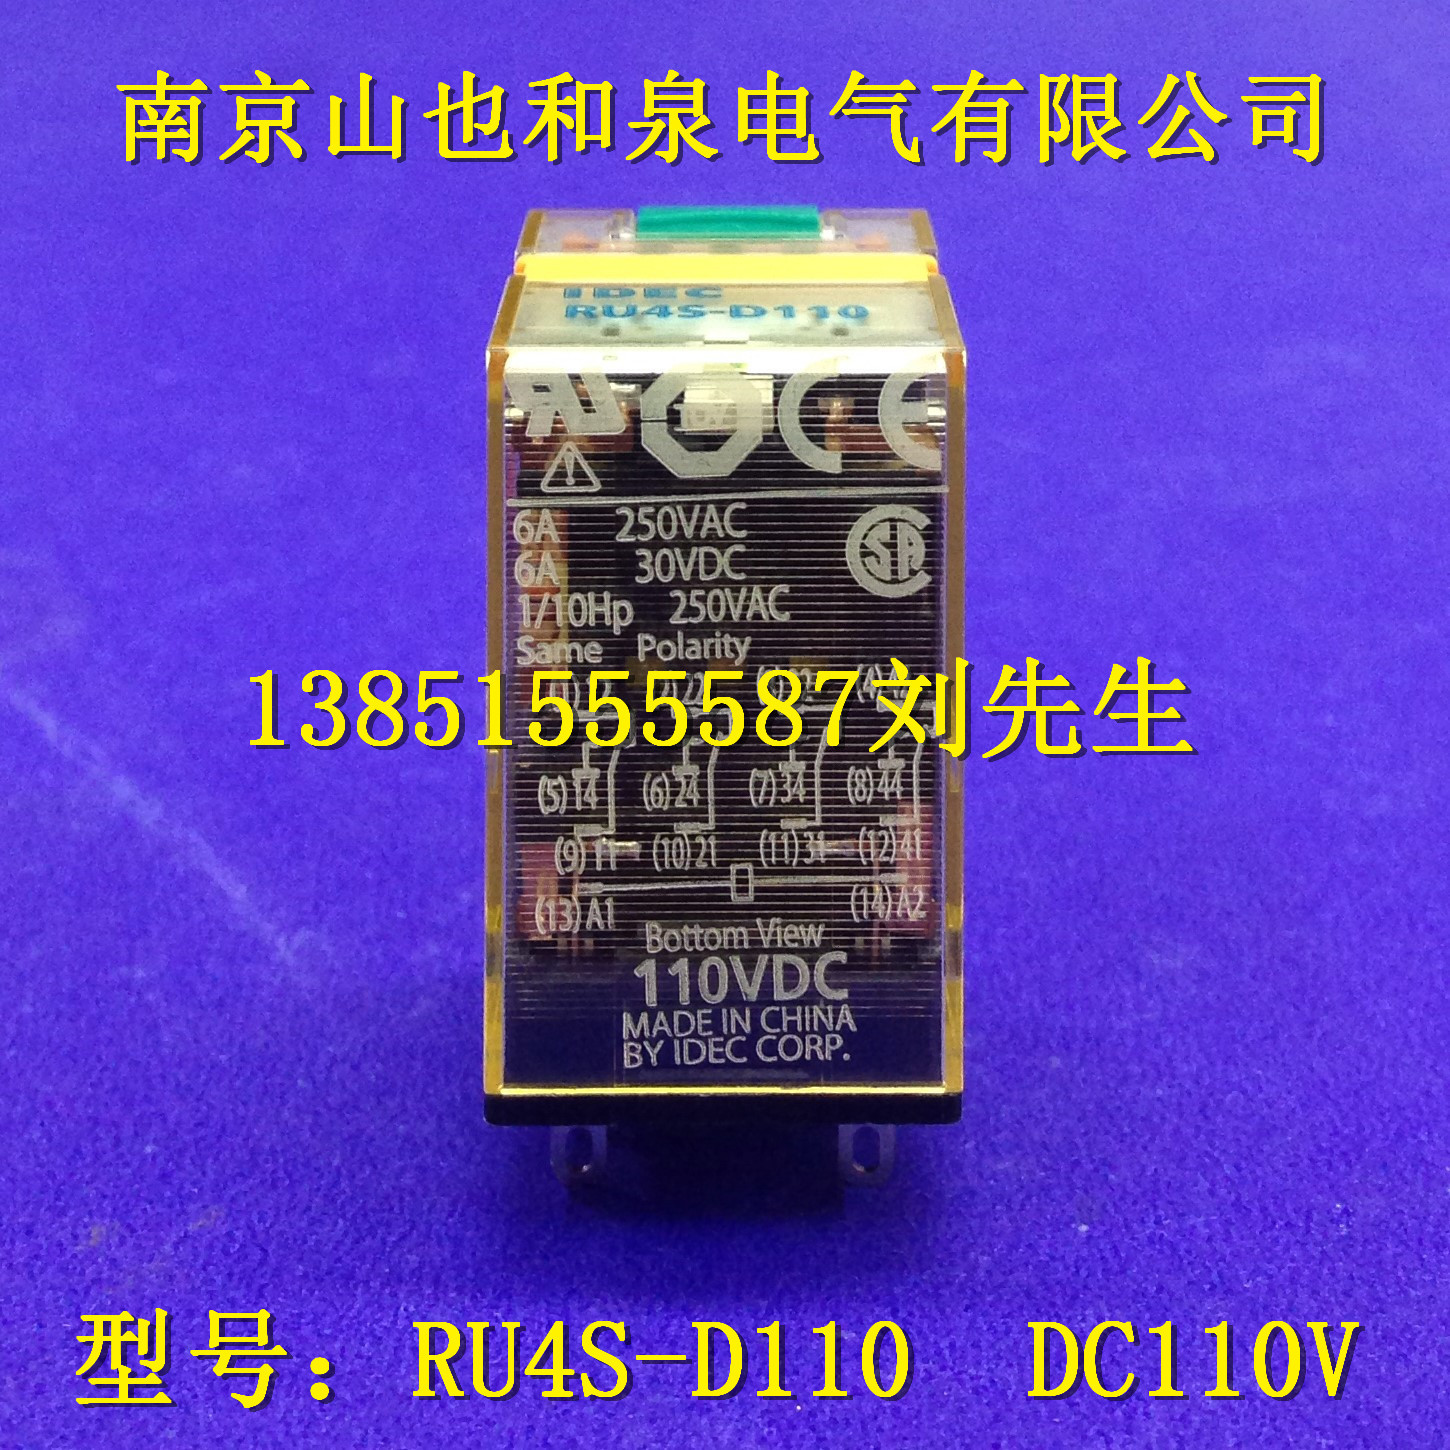 南京山也和泉电气有限公司
IDEC
RU4S-D110
6A 250VAC
6A 30VDC
1/10Hp 250VAC
Same Polarity
13851555587刘先生
(5)14 (6)24 (7)34 (8)44
(9)11 (10)21 (11)31 (12)41
(13)A1 (14)A2
Bottom View
110VDC
MADE IN CHINA
BY IDEC CORP.
型号：RU4S-D110 DC110V